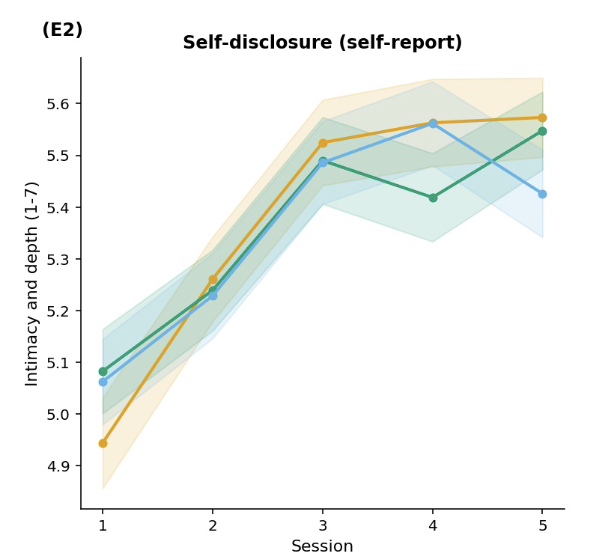 (E2)
Self-disclosure (self-report)
Intimacy and depth (1-7)
5.6
5.5
5.4
5.3
5.2
5.1
5.0
4.9
1 2 3 4 5
Session